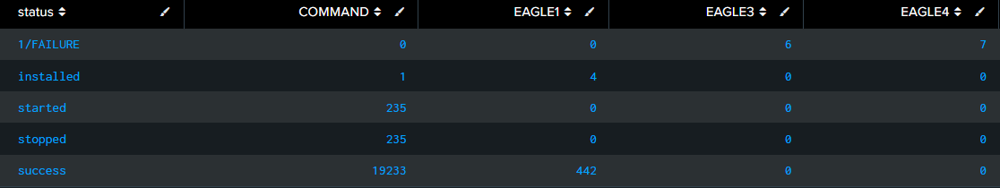 status COMMAND EAGLE1 EAGLE3 EAGLE4
1/FAILURE 0 0 6 7
installed 1 4 0 0
started 235 0 0 0
stopped 235 0 0 0
success 19233 442 0 0